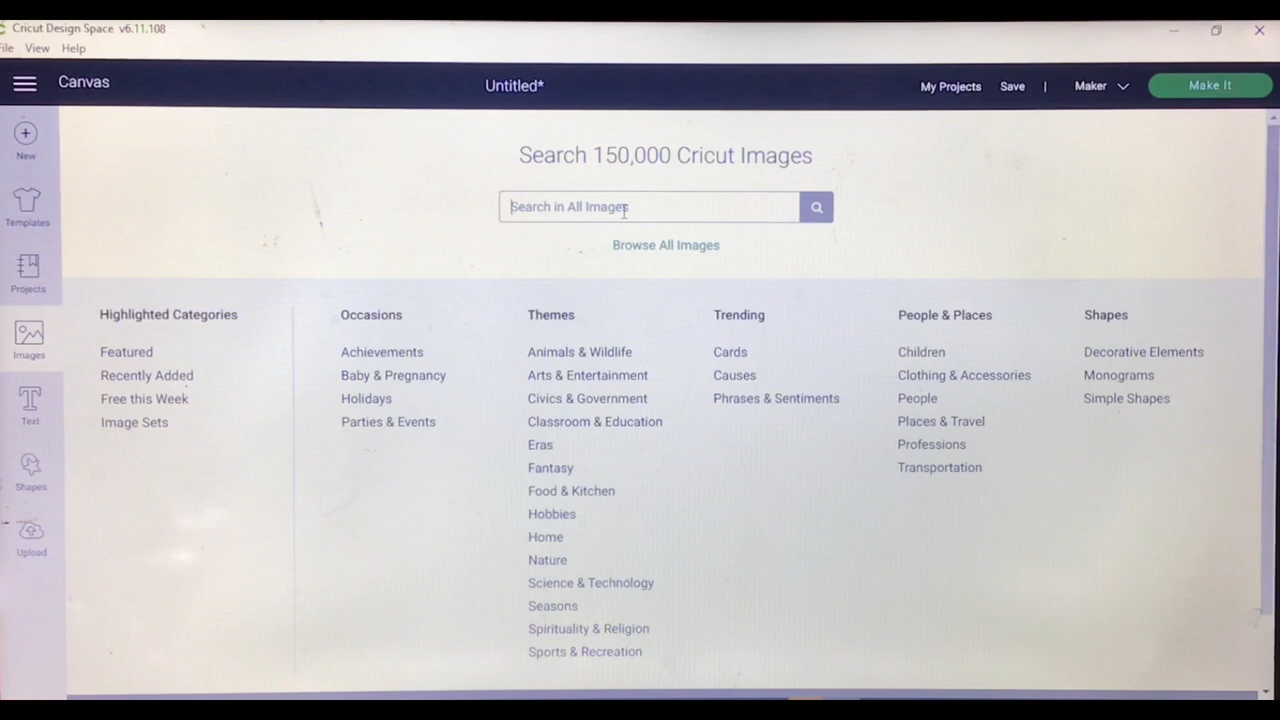 Cricut Design Space v6.11.108
File View Help
Canvas
Untitled*
My Projects Save | Maker Make It
New
Templates
Projects
Images
Text
Shapes
Upload
Search 150,000 Cricut Images
Search in All Images
Browse All Images
Highlighted Categories
Featured
Recently Added
Free this Week
Image Sets
Occasions
Achievements
Baby & Pregnancy
Holidays
Parties & Events
Themes
Animals & Wildlife
Arts & Entertainment
Civics & Government
Classroom & Education
Eras
Fantasy
Food & Kitchen
Hobbies
Home
Nature
Science & Technology
Seasons
Spirituality & Religion
Sports & Recreation
Trending
Cards
Causes
Phrases & Sentiments
People & Places
Children
Clothing & Accessories
People
Places & Travel
Professions
Transportation
Shapes
Decorative Elements
Monograms
Simple Shapes